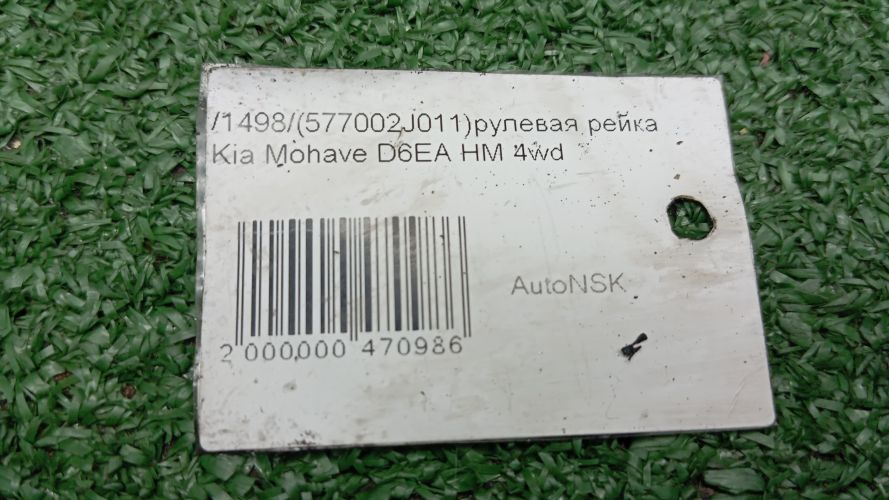 /1498/(577002J011)рулевая рейка
Kia Mohave D6EA HM 4wd
AutoNSK
2 000000 470986